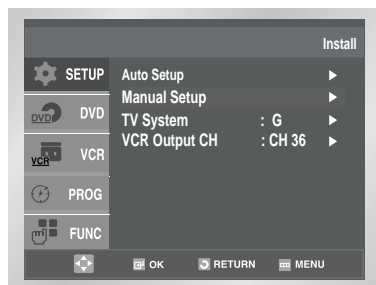 Install
SETUP
DVD
DVD
VCR
VCR
PROG
FUNC
Auto Setup
Manual Setup
TV System : G
VCR Output CH : CH 36
OK RETURN MENU